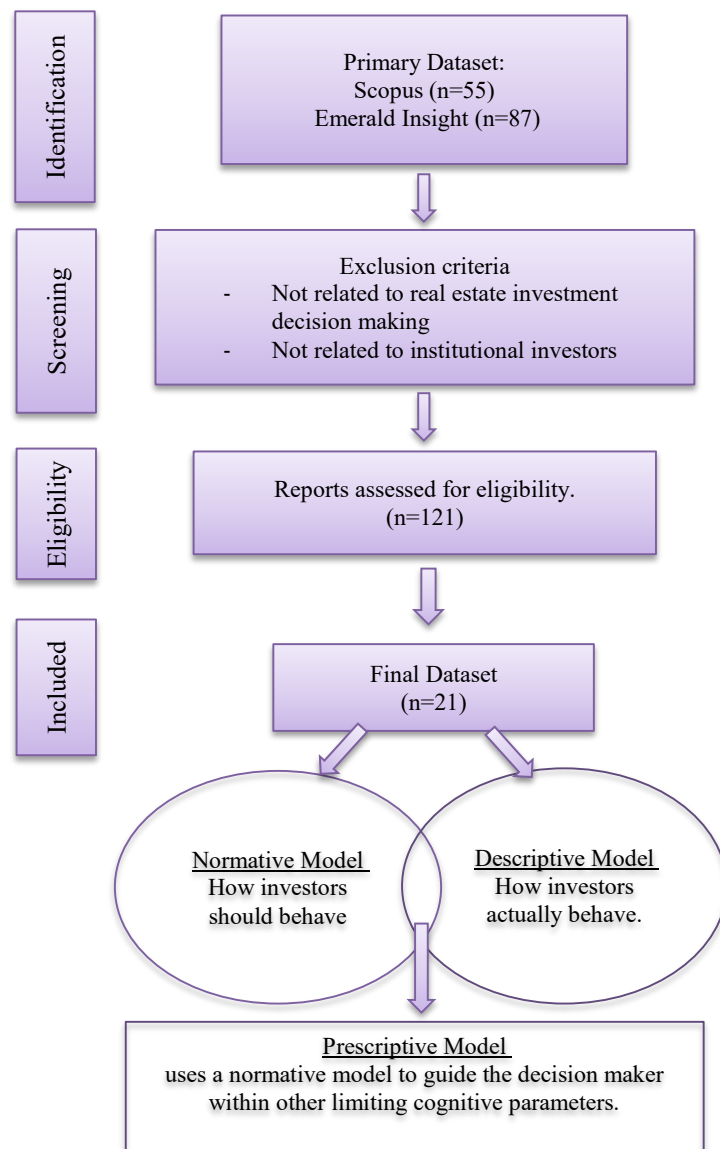 Identification
Primary Dataset:
Scopus (n=55)
Emerald Insight (n=87)
Screening
Exclusion criteria
- Not related to real estate investment
decision making
- Not related to institutional investors
Eligibility
Reports assessed for eligibility.
(n=121)
Included
Final Dataset
(n=21)
Normative Model
How investors
should behave
Descriptive Model
How investors
actually behave.
Prescriptive Model
uses a normative model to guide the decision maker
within other limiting cognitive parameters.